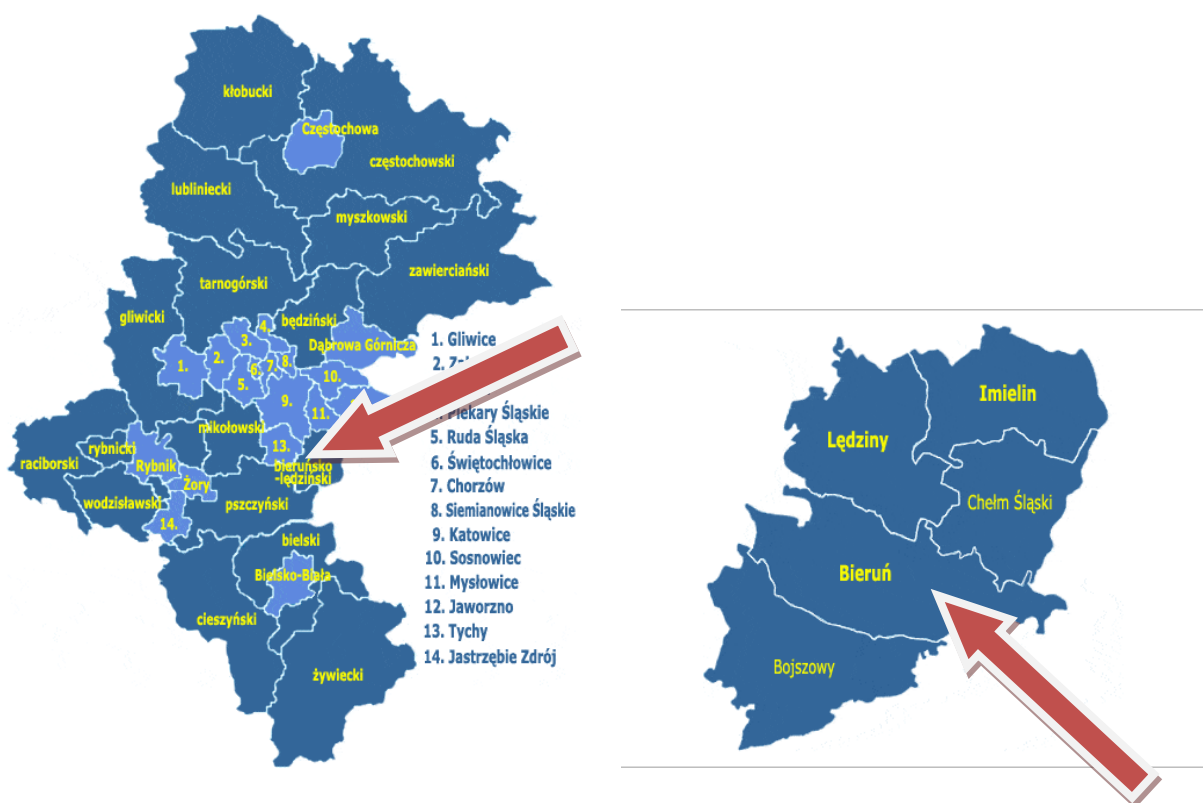 kłobucki
Częstochowa
częstochowski
lubliniecki
myszkowski
zawierciański
tarnogórski
gliwicki
będziński
4.
3.
Dąbrowa Górnicza
2.
1.
8.
7.
6.
5.
10.
9.
11.
mikołowski
13.
rybnicki
raciborski
Rybnik
bieruńsko
-lędziński
Żory
wodzisławski
pszczyński
14.
bielski
Bielsko-Biała
cieszyński
żywiecki
1. Gliwice
2.
Piekary Śląskie
5. Ruda Śląska
6. Świętochłowice
7. Chorzów
8. Siemianowice Śląskie
9. Katowice
10. Sosnowiec
11. Mysłowice
12. Jaworzno
13. Tychy
14. Jastrzębie Zdrój
Imielin
Lędziny
Chełm Śląski
Bieruń
Bojszowy